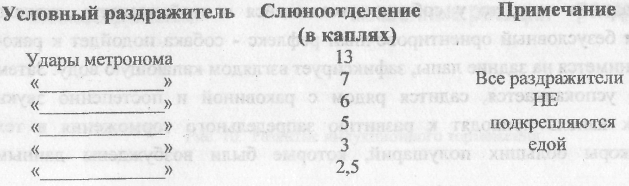 Условный раздражитель Слюноотделение Примечание
(в каплях)
Удары метронома 13
«____________» 7 Все раздражители
«____________» 6 НЕ
«____________» 5 подкрепляются
«____________» 3 едой
«____________» 2,5